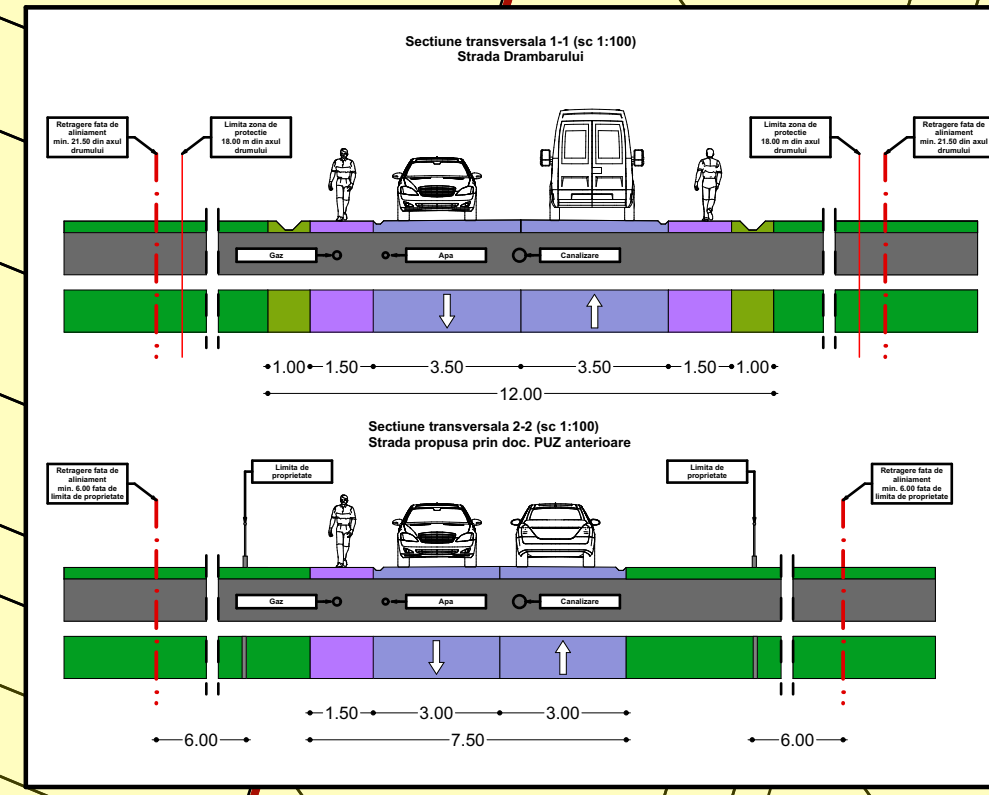 Sectiune transversala 1-1 (sc 1:100)
Strada Drambarului
Retragere fata de
aliniament
min. 21.50 din axul
drumului
Limita zona de
protectie
18.00 m din axul
drumului
Limita zona de
protectie
18.00 m din axul
drumului
Retragere fata de
aliniament
min. 21.50 din axul
drumului
Gaz
Apa
Canalizare
1.00 1.50 3.50 3.50 1.50 1.00
12.00
Sectiune transversala 2-2 (sc 1:100)
Strada propusa prin doc. PUZ anterioare
Retragere fata de
aliniament
min. 6.00 fata de
limita de proprietate
Limita de
proprietate
Limita de
proprietate
Retragere fata de
aliniament
min. 6.00 fata de
limita de proprietate
Gaz
Apa
Canalizare
1.50 3.00 3.00
6.00 7.50 6.00